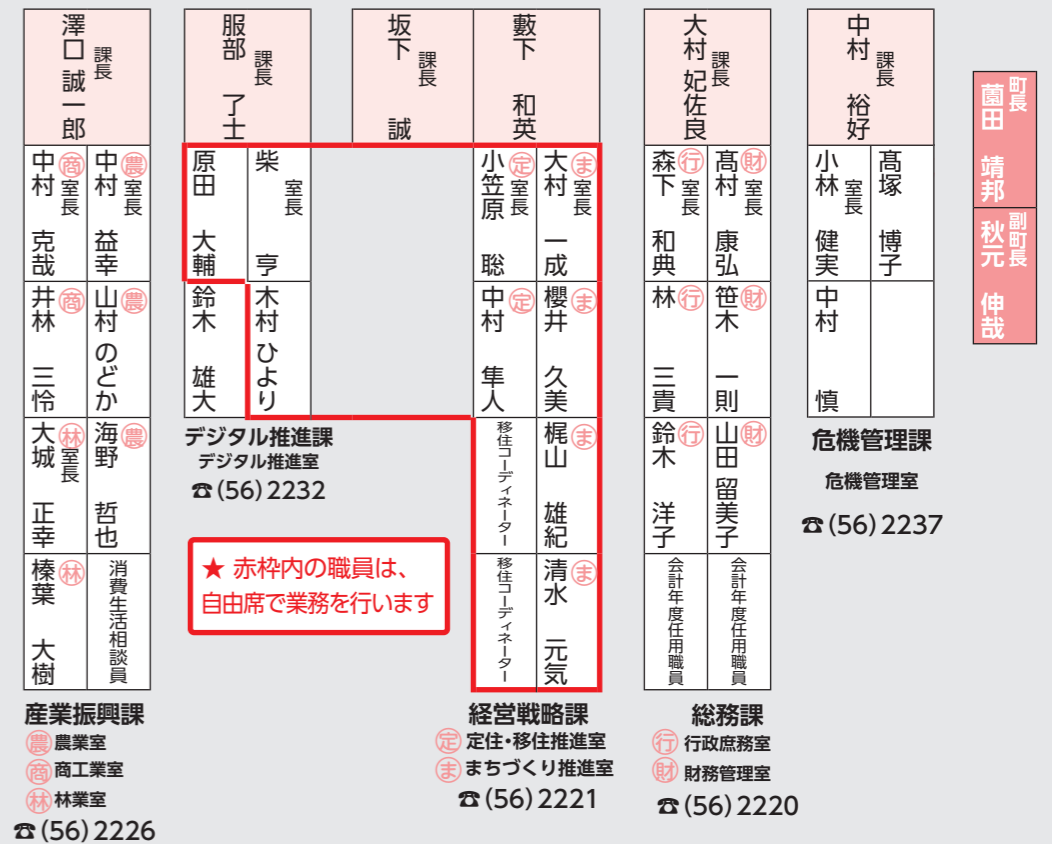 町長
薗田 靖邦
副町長
秋元 伸哉
課長
中村 裕好
髙塚 博子
室長
小林 健実
中村 慎
危機管理課
危機管理室
☎(56)2237
課長
大村 妃佐良
財 室長
髙村 康弘
行 室長
森下 和典
財
笹木 一則
行
林 三貴
財
山田 留美子
行
鈴木 洋子
会計年度任用職員
会計年度任用職員
総務課
行 行政庶務室
財 財務管理室
☎(56)2220
藪下 和英
課長
坂下 誠
ま 室長
大村 一成
定 室長
小笠原 聡
ま
櫻井 久美
定
中村 隼人
ま
梶山 雄紀
移住コーディネーター
ま
清水 元気
移住コーディネーター
経営戦略課
定 定住・移住推進室
ま まちづくり推進室
☎(56)2221
課長
服部 了士
室長
柴 亨
原田 大輔
木村 ひより
鈴木 雄大
デジタル推進課
デジタル推進室
☎(56)2232
★ 赤枠内の職員は、
自由席で業務を行います
課長
澤口 誠一郎
農 室長
中村 益幸
商 室長
中村 克哉
農
山村 のどか
商
井林 三怜
農
海野 哲也
林 室長
大城 正幸
消費生活相談員
林
榛葉 大樹
産業振興課
農 農業室
商 商工業室
林 林業室
☎(56)2226